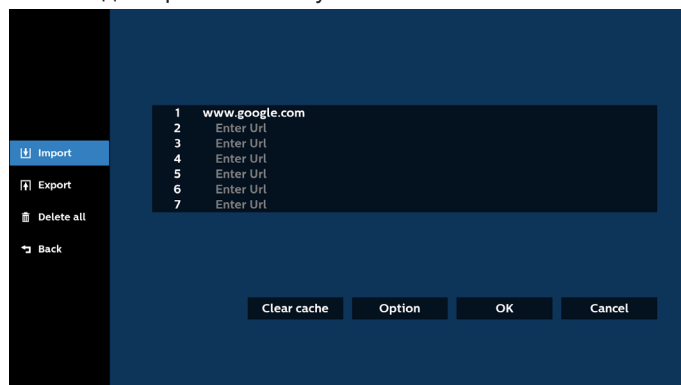 Import
Export
Delete all
Back
1 www.google.com
2 Enter Url
3 Enter Url
4 Enter Url
5 Enter Url
6 Enter Url
7 Enter Url
Clear cache Option OK Cancel